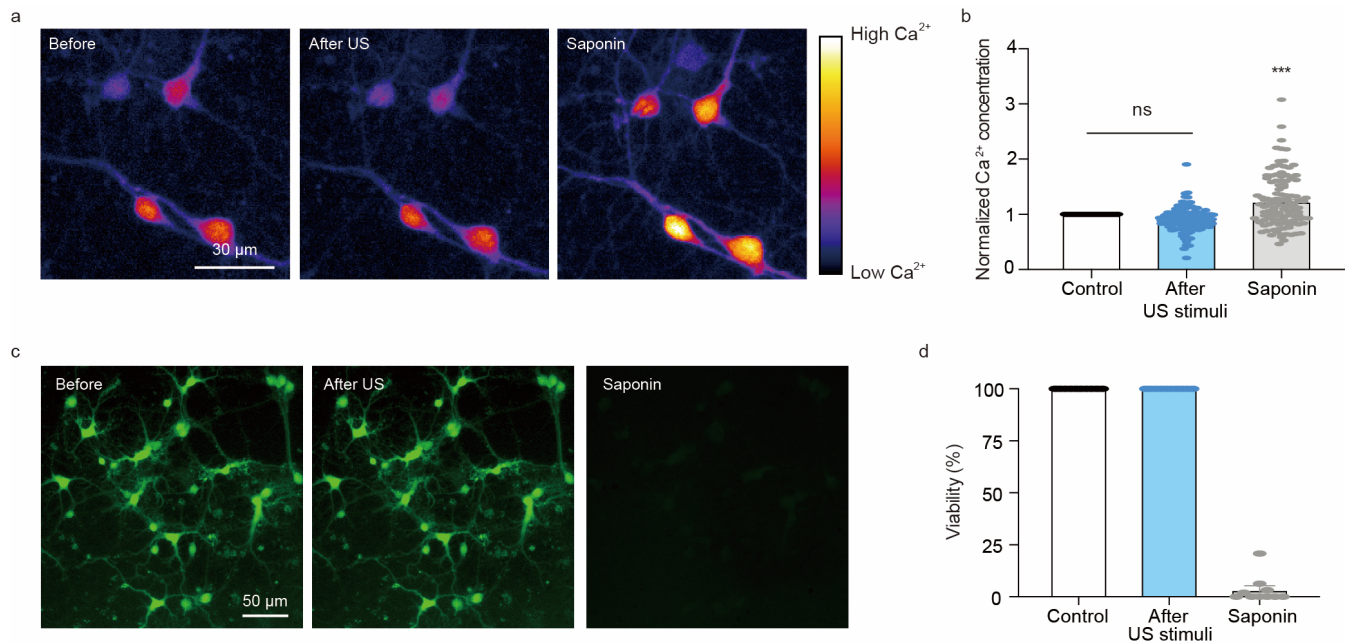 a
Before
After US
Saponin
High Ca²⁺
Low Ca²⁺
30 µm
b
Normalized Ca²⁺ concentration
4
3
2
1
0
ns
***
Control
After
US stimuli
Saponin
c
Before
After US
Saponin
50 µm
d
Viability (%)
100
75
50
25
0
Control
After
US stimuli
Saponin